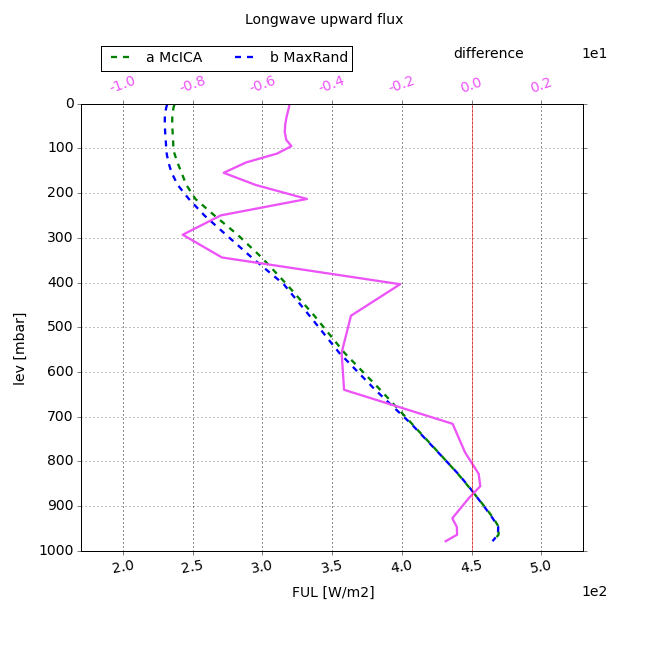 Longwave upward flux
a McICA b MaxRand
difference 1e1
-1.0 -0.8 -0.6 -0.4 -0.2 0.0 0.2
0
100
200
300
400
500
600
700
800
900
1000
lev [mbar]
2.0 2.5 3.0 3.5 4.0 4.5 5.0
FUL [W/m2] 1e2